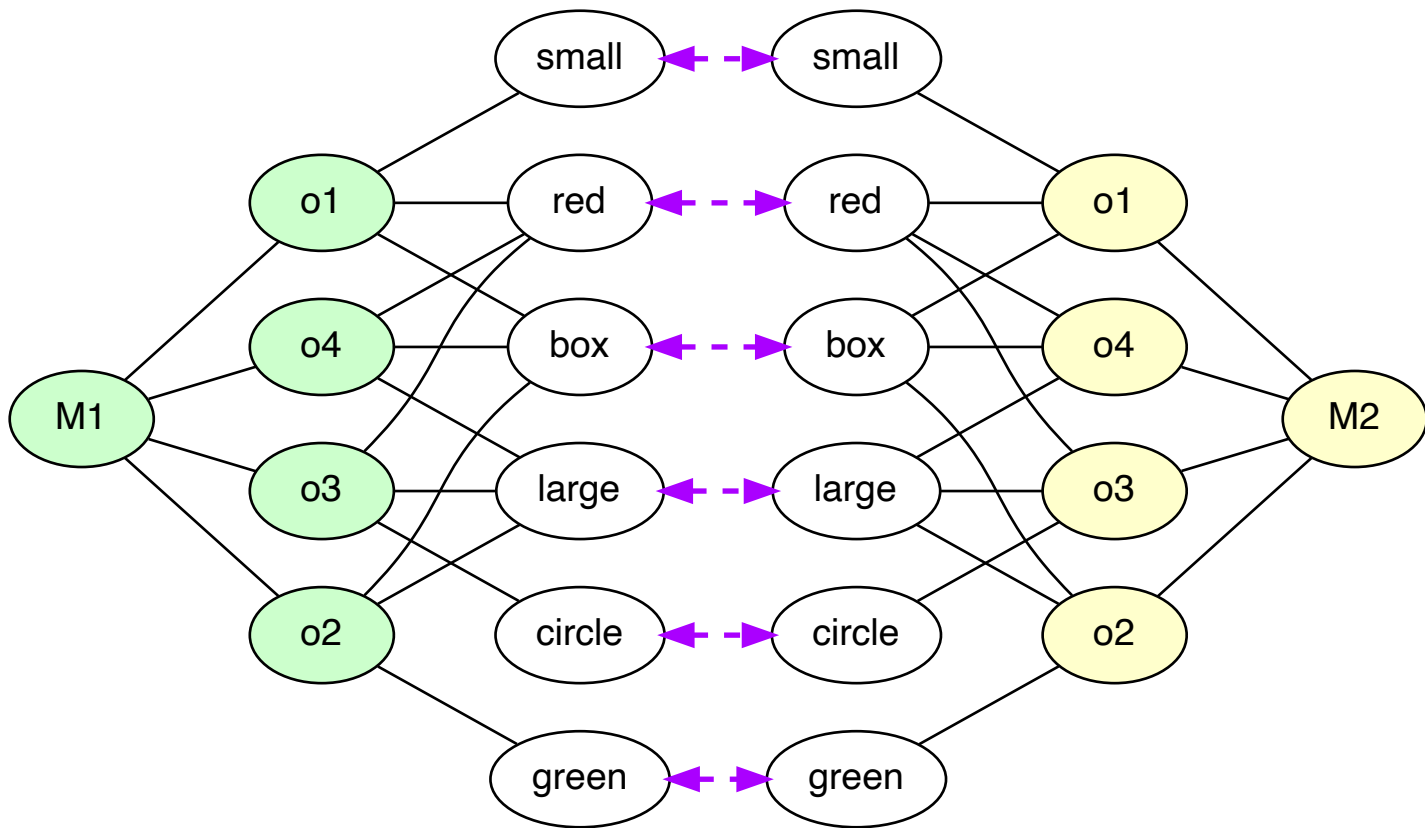 small small
o1 red red o1
o4 box box o4
M1 M2
o3 large large o3
o2 circle circle o2
green green